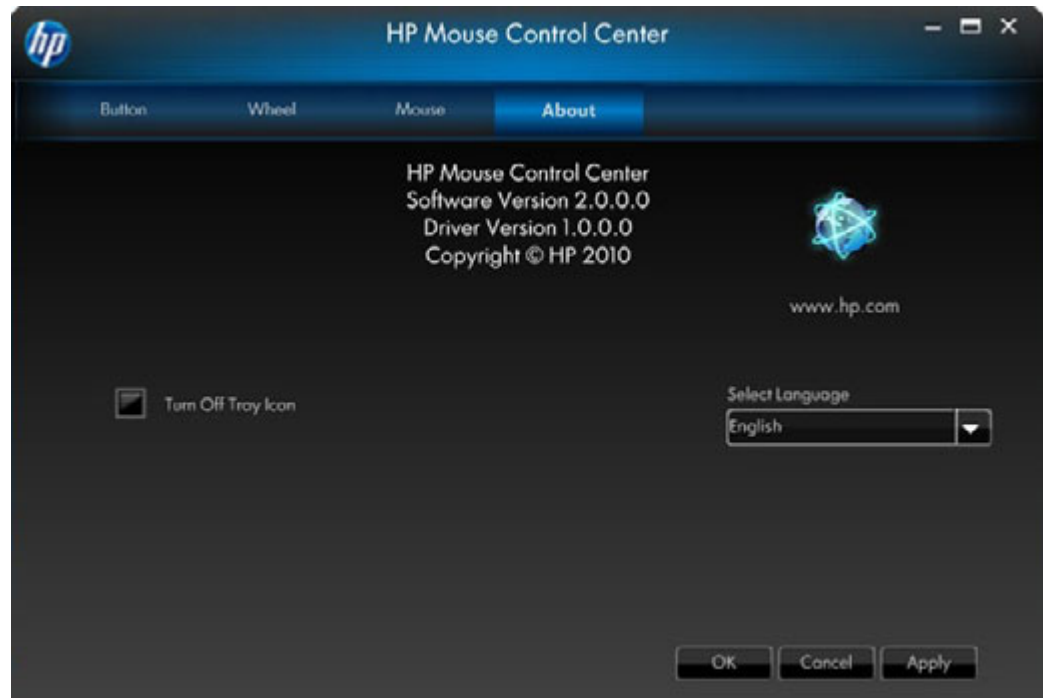 hp
HP Mouse Control Center
Button Wheel Mouse About
HP Mouse Control Center
Software Version 2.0.0.0
Driver Version 1.0.0.0
Copyright © HP 2010
www.hp.com
Turn Off Tray Icon
Select Language
English
OK Cancel Apply